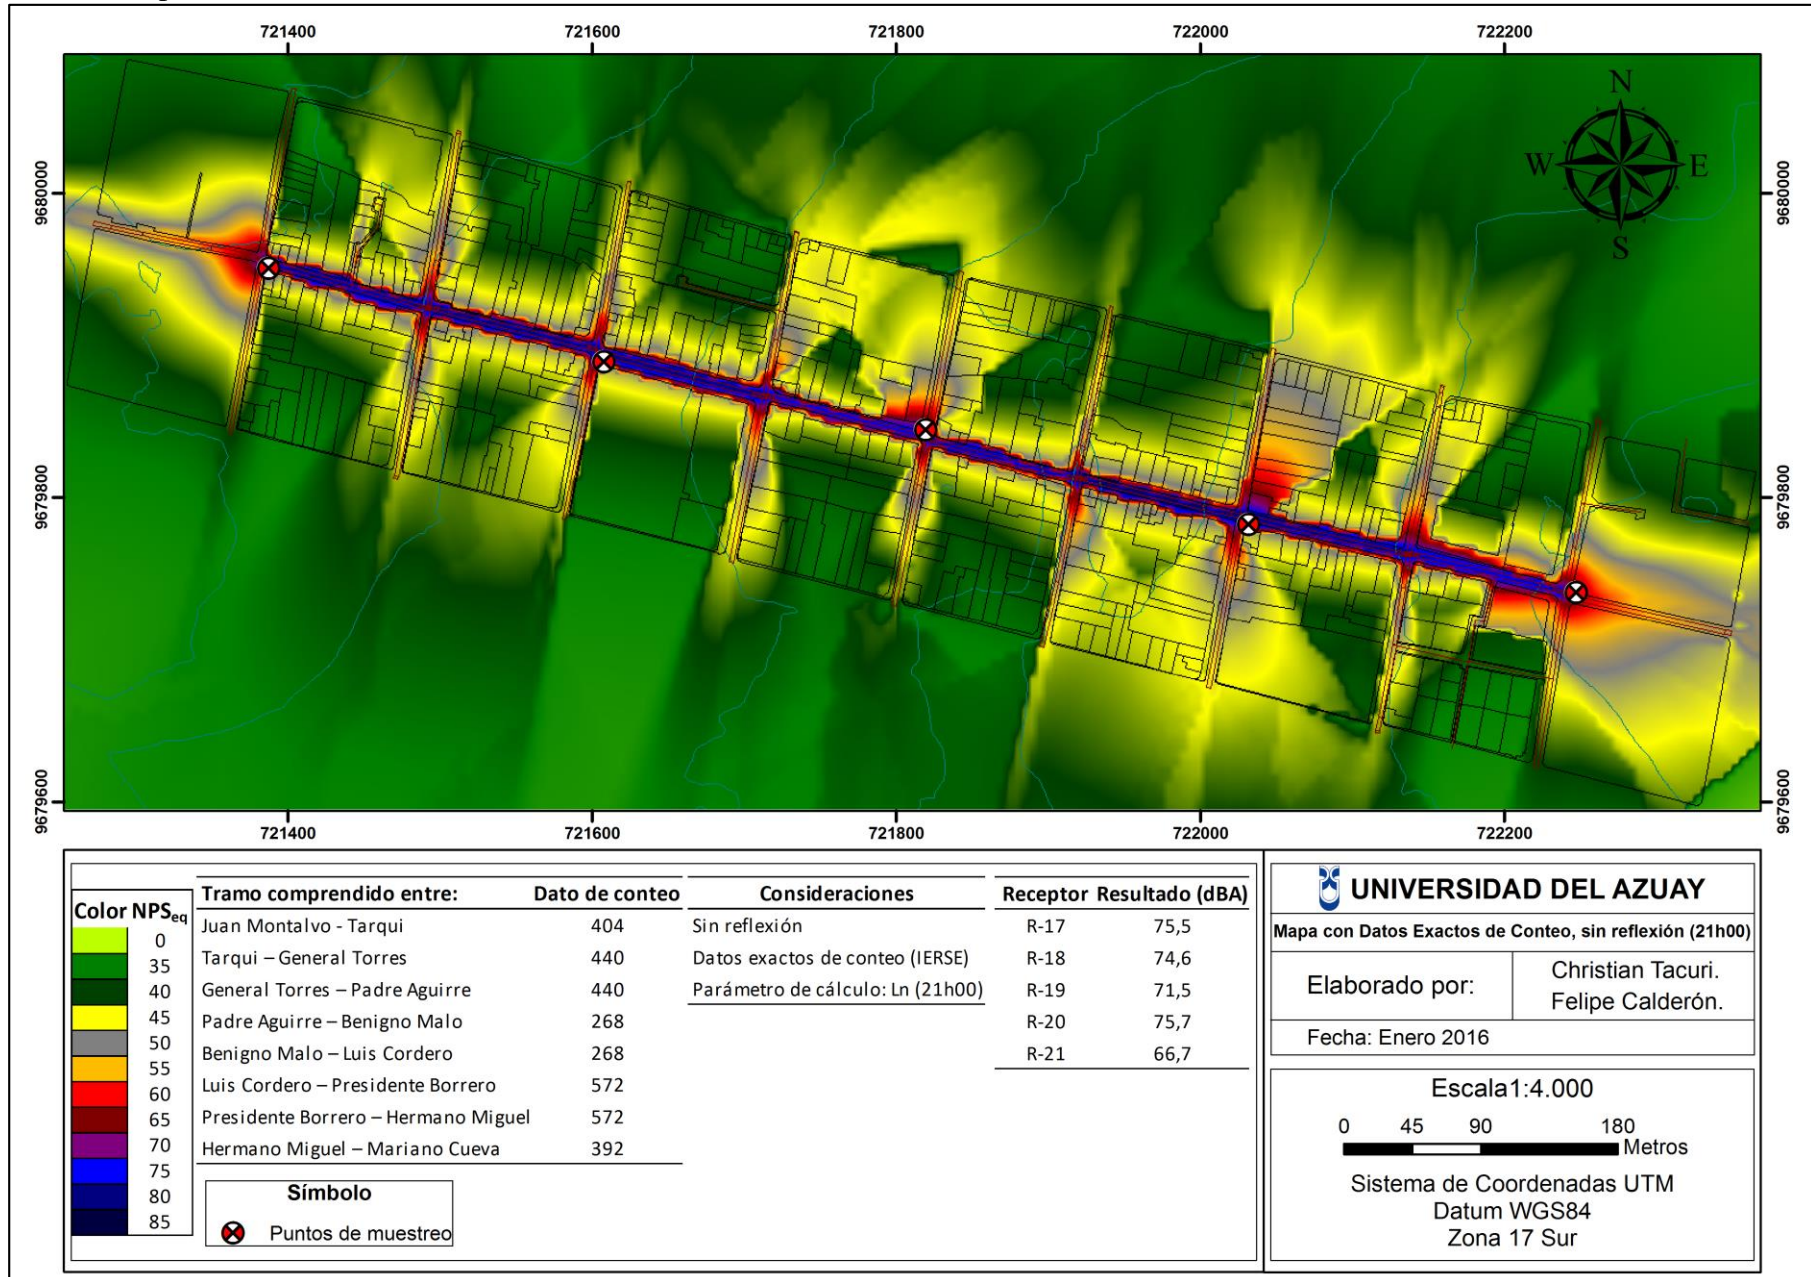 721400 721600 721800 722000 722200
N
W E
S
9680000 9680000
9679800 9679800
9679600 9679600
721400 721600 721800 722000 722200
Color NPSeq
0
35
40
45
50
55
60
65
70
75
80
85
Tramo comprendido entre: Dato de conteo
Juan Montalvo - Tarqui 404
Tarqui – General Torres 440
General Torres – Padre Aguirre 440
Padre Aguirre – Benigno Malo 268
Benigno Malo – Luis Cordero 268
Luis Cordero – Presidente Borrero 572
Presidente Borrero – Hermano Miguel 572
Hermano Miguel – Mariano Cueva 392
Símbolo
Puntos de muestreo
Consideraciones
Sin reflexión
Datos exactos de conteo (IERSE)
Parámetro de cálculo: Ln (21h00)
Receptor Resultado (dBA)
R-17 75,5
R-18 74,6
R-19 71,5
R-20 75,7
R-21 66,7
UNIVERSIDAD DEL AZUAY
Mapa con Datos Exactos de Conteo, sin reflexión (21h00)
Elaborado por:
Christian Tacuri.
Felipe Calderón.
Fecha: Enero 2016
Escala1:4.000
0 45 90 180
Metros
Sistema de Coordenadas UTM
Datum WGS84
Zona 17 Sur